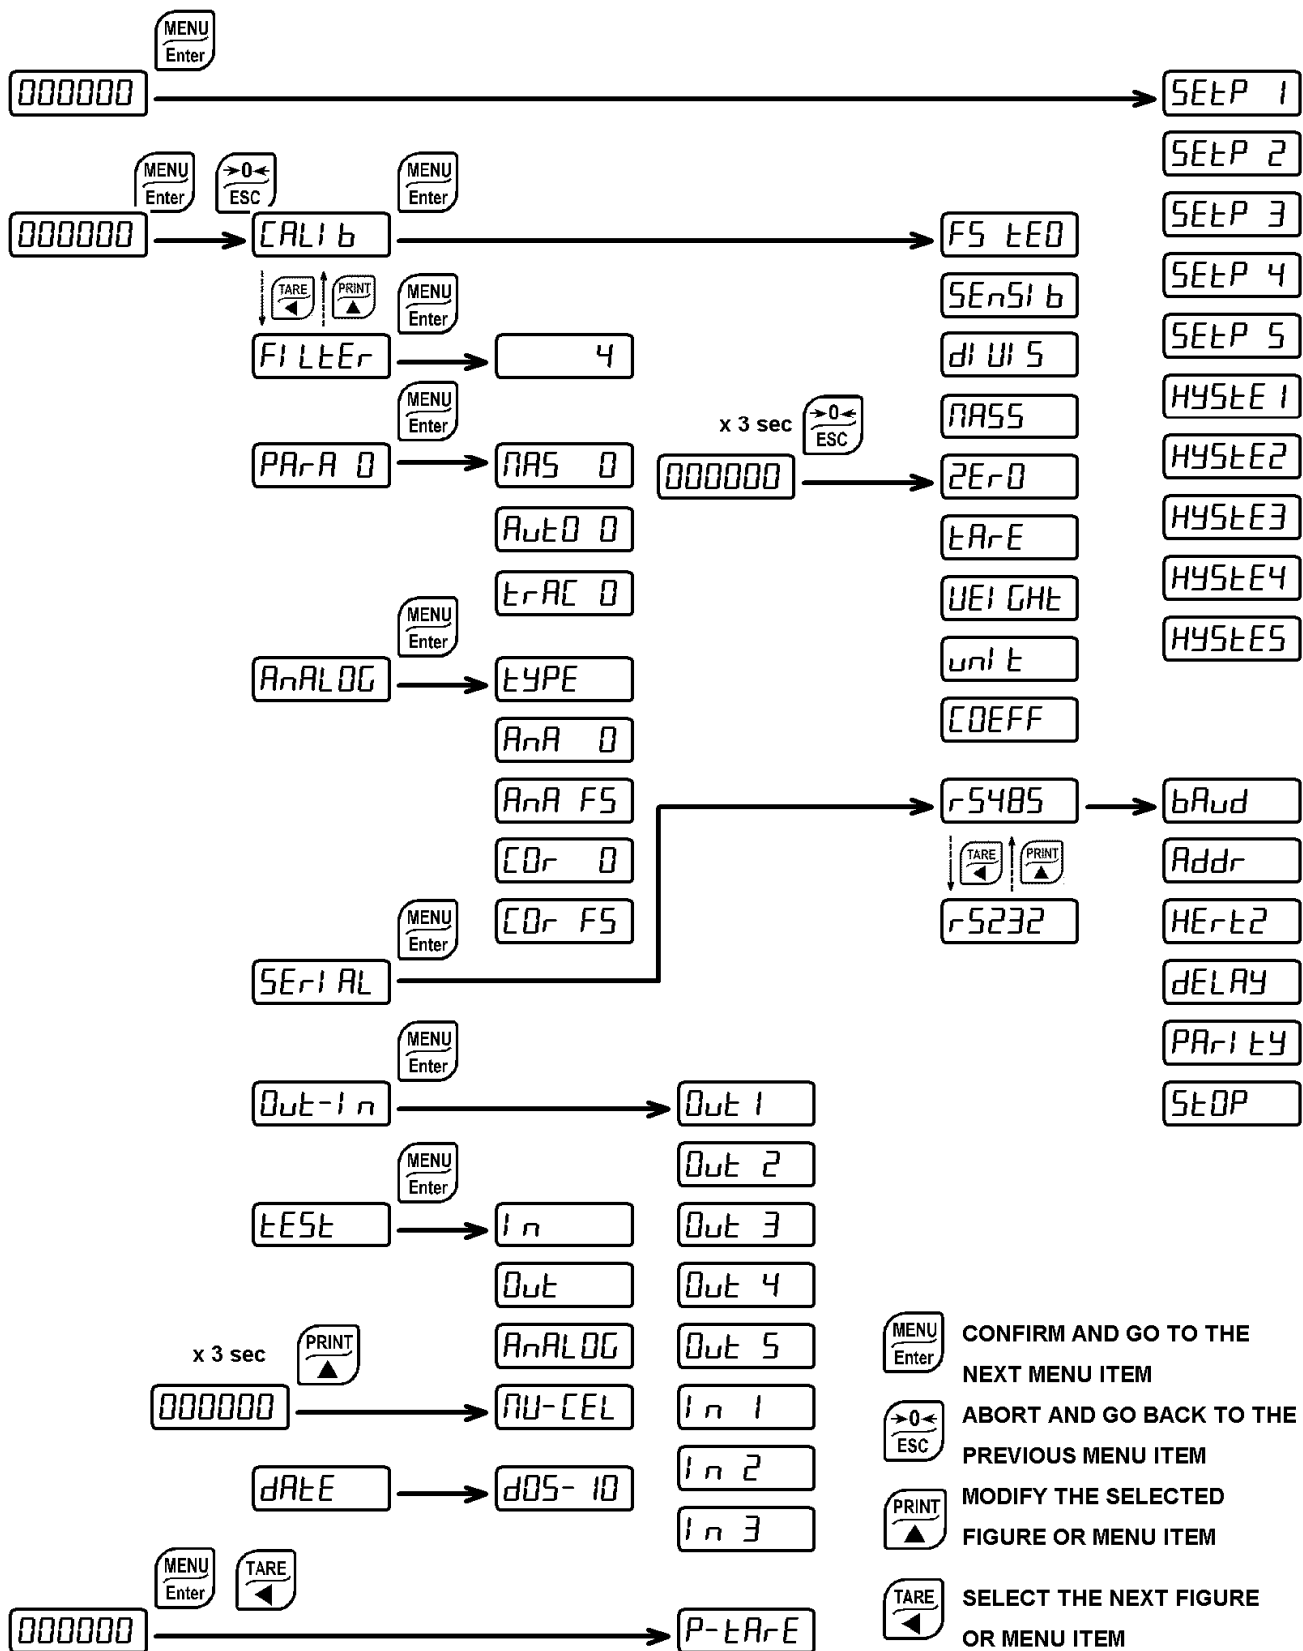 MENU
Enter
000000
SEtP 1
SEtP 2
SEtP 3
SEtP 4
SEtP 5
HYStE1
HYStE2
HYStE3
HYStE4
HYStE5
MENU
Enter
→0←
ESC
MENU
Enter
000000
CALIb
FS tEO
SEnSIb
dIUIS
MASS
x 3 sec
→0←
ESC
000000
ZErO
tArE
UEIGHt
unIt
COEFF
TARE
PRINT
MENU
Enter
FILtEr
4
MENU
Enter
PArA 0
MAS 0
AutO 0
trAC 0
MENU
Enter
AnALOG
tYPE
AnA 0
AnA FS
COr 0
COr FS
MENU
Enter
SErIAL
rS485
TARE
PRINT
rS232
bAud
Addr
HErtZ
dELAY
PArItY
StOP
MENU
Enter
Out-In
Out 1
Out 2
Out 3
Out 4
Out 5
In 1
In 2
In 3
MENU
Enter
tESt
In
Out
AnALOG
x 3 sec
PRINT
000000
MU-CEL
dAtE
dOS-10
MENU
Enter
TARE
000000
P-tArE
MENU
Enter
CONFIRM AND GO TO THE
NEXT MENU ITEM
→0←
ESC
ABORT AND GO BACK TO THE
PREVIOUS MENU ITEM
PRINT
MODIFY THE SELECTED
FIGURE OR MENU ITEM
TARE
SELECT THE NEXT FIGURE
OR MENU ITEM